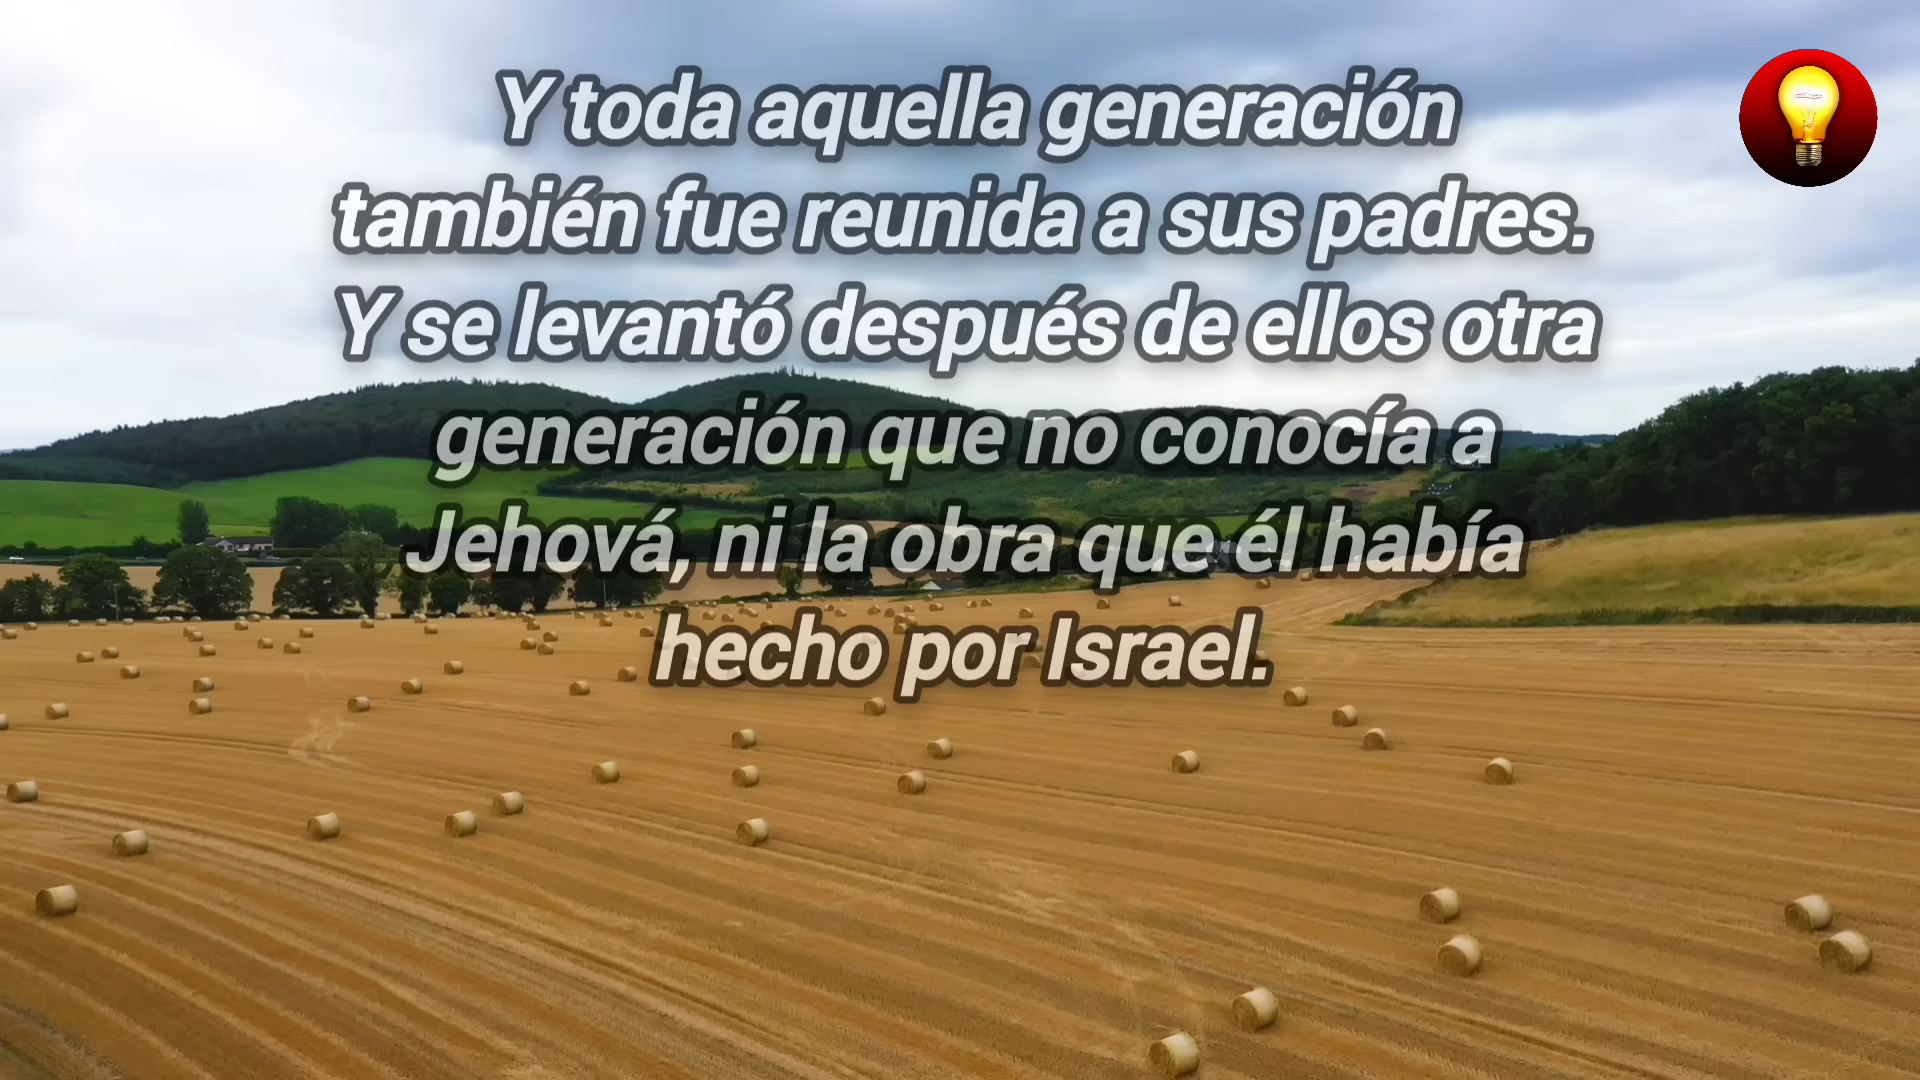 Y toda aquella generación
también fue reunida a sus padres.
Y se levantó después de ellos otra
generación que no conocía a
Jehová, ni la obra que él había
hecho por Israel.